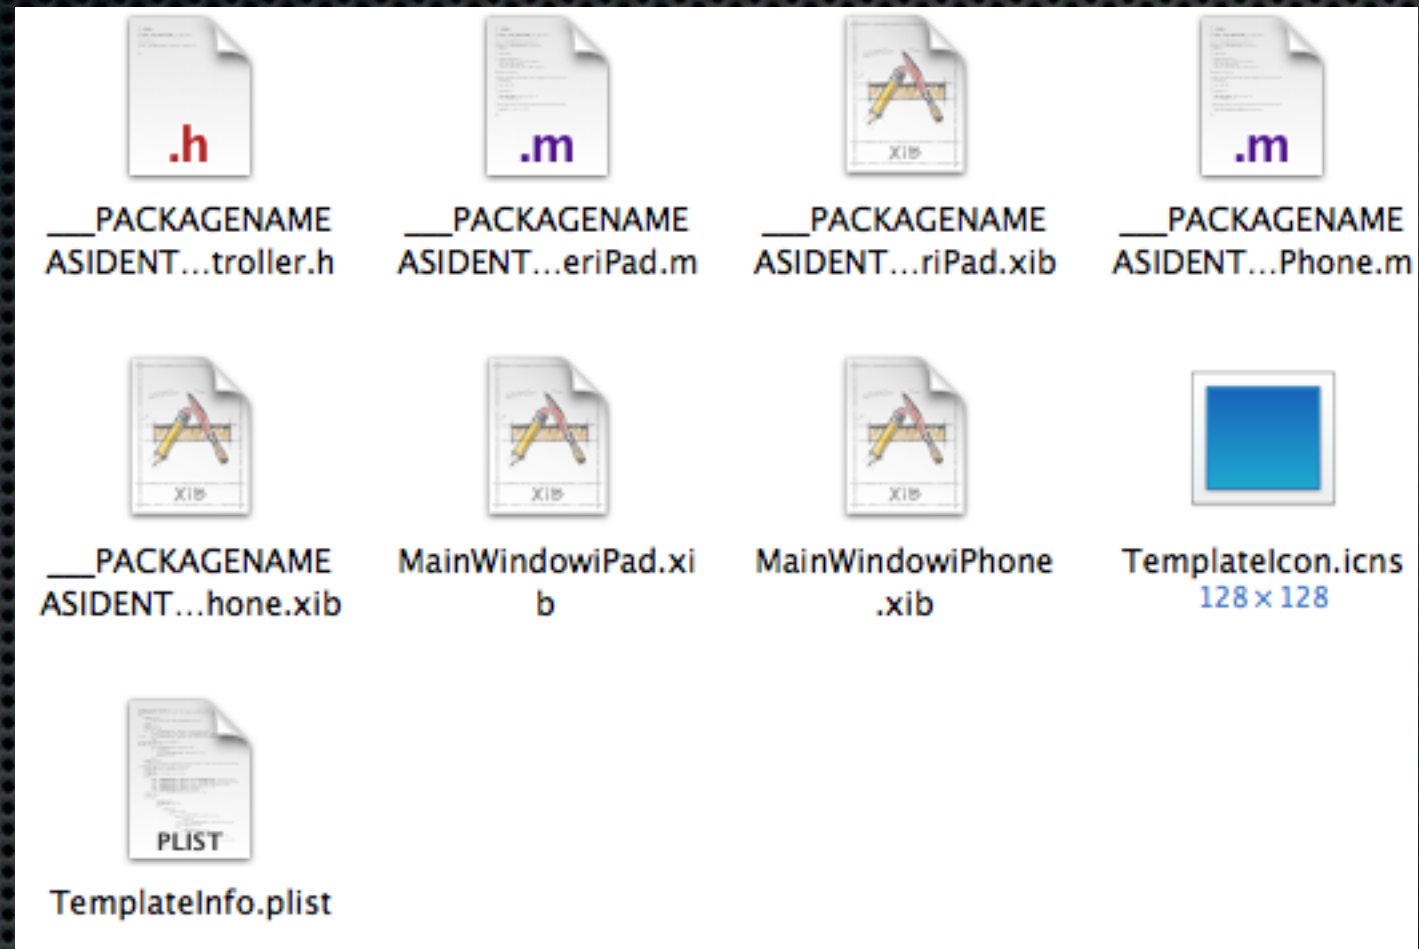 .h
.m
XIB
.m
___PACKAGENAME
ASIDENT...troller.h
___PACKAGENAME
ASIDENT...eriPad.m
___PACKAGENAME
ASIDENT...riPad.xib
___PACKAGENAME
ASIDENT...Phone.m
XIB
XIB
XIB
___PACKAGENAME
ASIDENT...hone.xib
MainWindowiPad.xi
b
MainWindowiPhone
.xib
TemplateIcon.icns
128×128
PLIST
TemplateInfo.plist